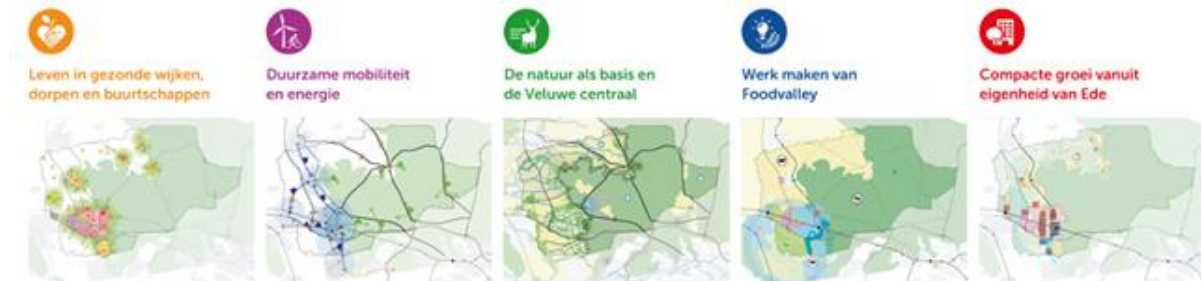 Leven in gezonde wijken,
dorpen en buurtschappen
Duurzame mobiliteit
en energie
De natuur als basis en
de Veluwe centraal
Werk maken van
Foodvalley
Compacte groei vanuit
eigenheid van Ede